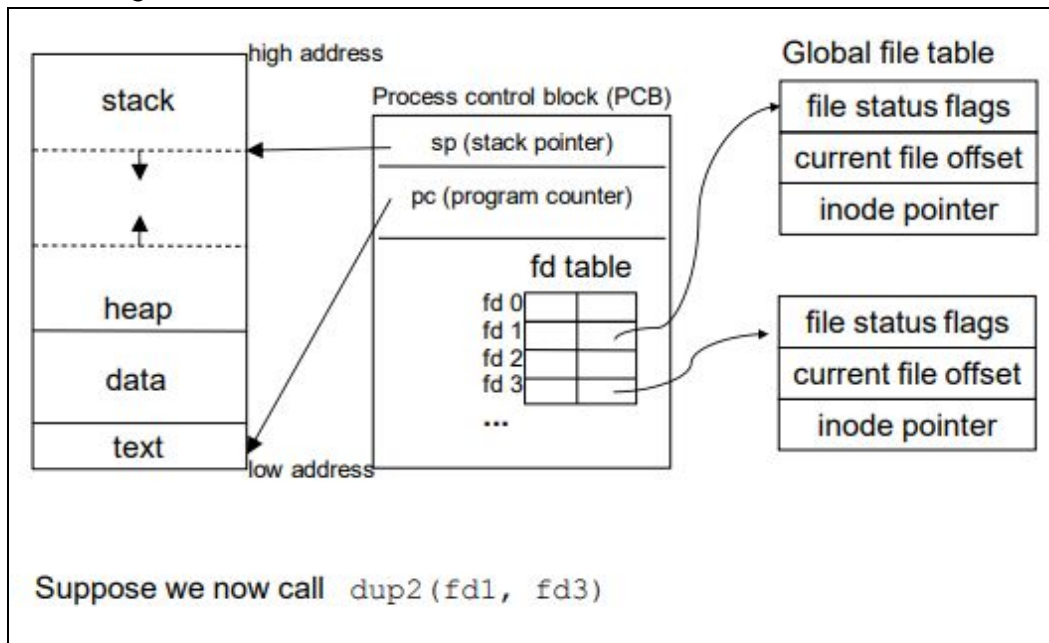 high address
stack
heap
data
text
low address
Process control block (PCB)
sp (stack pointer)
pc (program counter)
fd table
fd 0
fd 1
fd 2
fd 3
...
Global file table
file status flags
current file offset
inode pointer
file status flags
current file offset
inode pointer
Suppose we now call dup2(fd1, fd3)